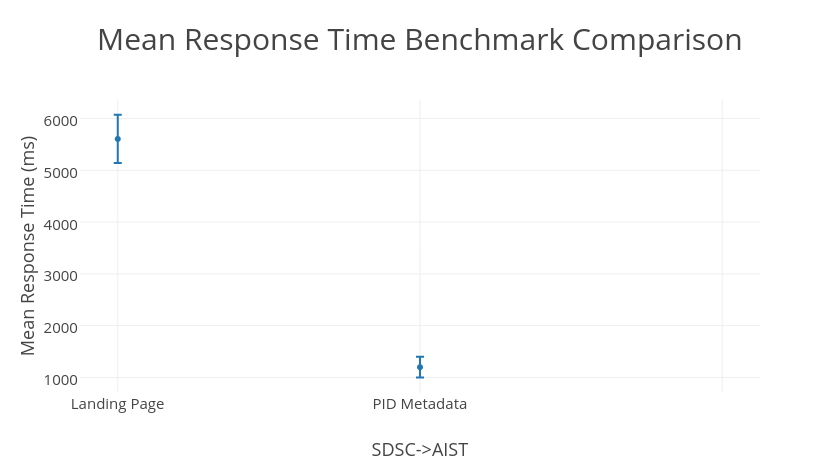 Mean Response Time Benchmark Comparison
Mean Response Time (ms)
6000
5000
4000
3000
2000
1000
Landing Page
PID Metadata
SDSC->AIST